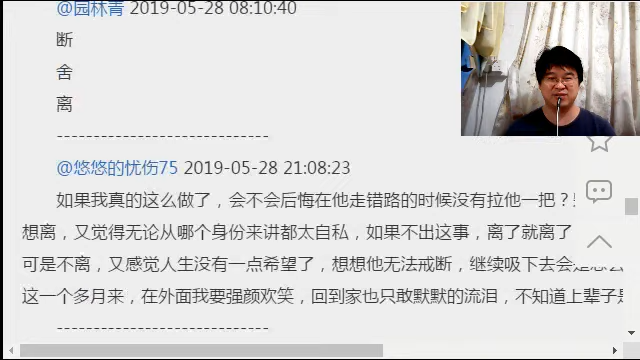 @园林青 2019-05-28 08:10:40
断
舍
离
-----------------------------
@悠悠的忧伤75 2019-05-28 21:08:23
如果我真的这么做了，会不会后悔在他走错路的时候没有拉他一把？
想离，又觉得无论从哪个身份来讲都太自私，如果不出这事，离了就离了
可是不离，又感觉人生没有一点希望了，想想他无法戒断，继续吸下去会是怎么
这一个多月来，在外面我要强颜欢笑，回到家也只敢默默的流泪，不知道上辈子是
-----------------------------